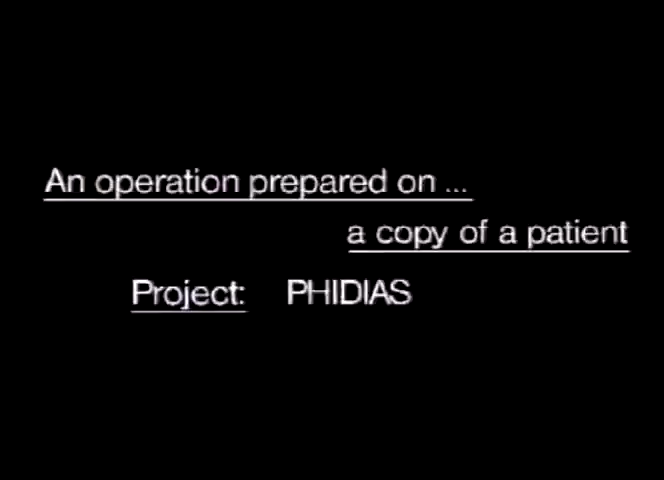 An operation prepared on ...
a copy of a patient
Project: PHIDIAS